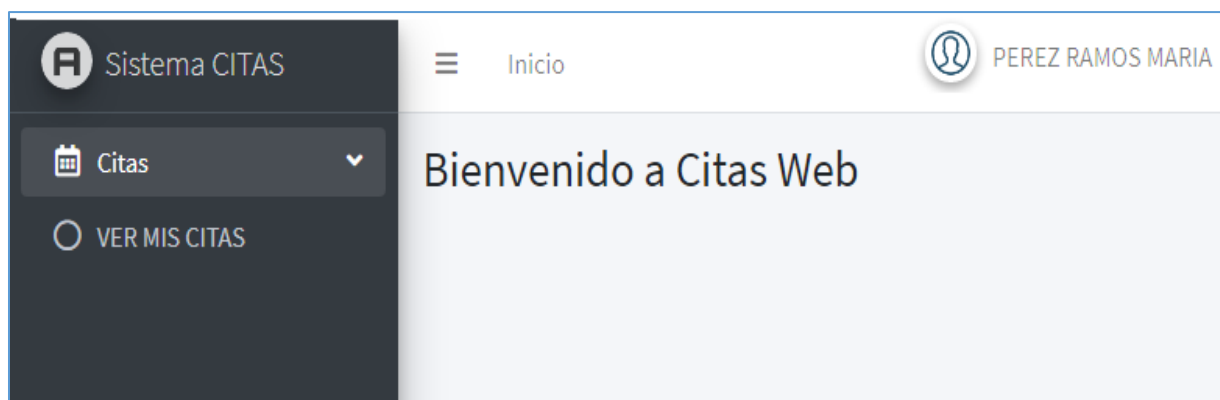 Sistema CITAS
Inicio
PEREZ RAMOS MARIA
Citas
Bienvenido a Citas Web
VER MIS CITAS